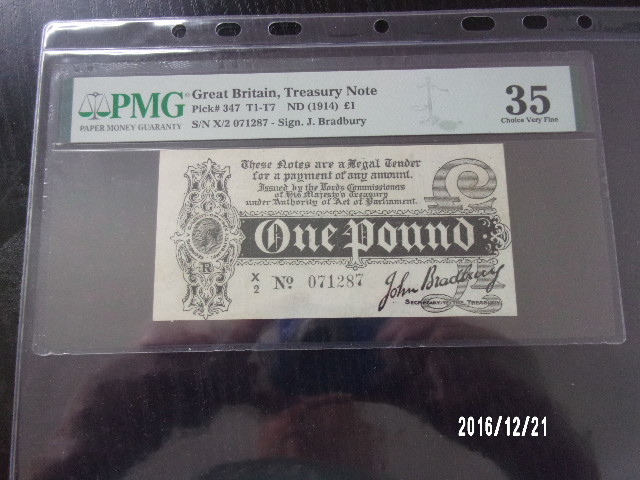 PMG
PAPER MONEY GUARANTY
Great Britain, Treasury Note
Pick# 347 T1-T7 ND (1914) £1
S/N X/2 071287 - Sign. J. Bradbury
35
Choice Very Fine
These Notes are a Legal Tender
for a payment of any amount.
Issued by the Lords Commissioners
of His Majesty's Treasury
under Authority of Act of Parliament.
One Pound
R
X/2 No 071287
John Bradbury
SECRETARY TO THE TREASURY.
2016/12/21